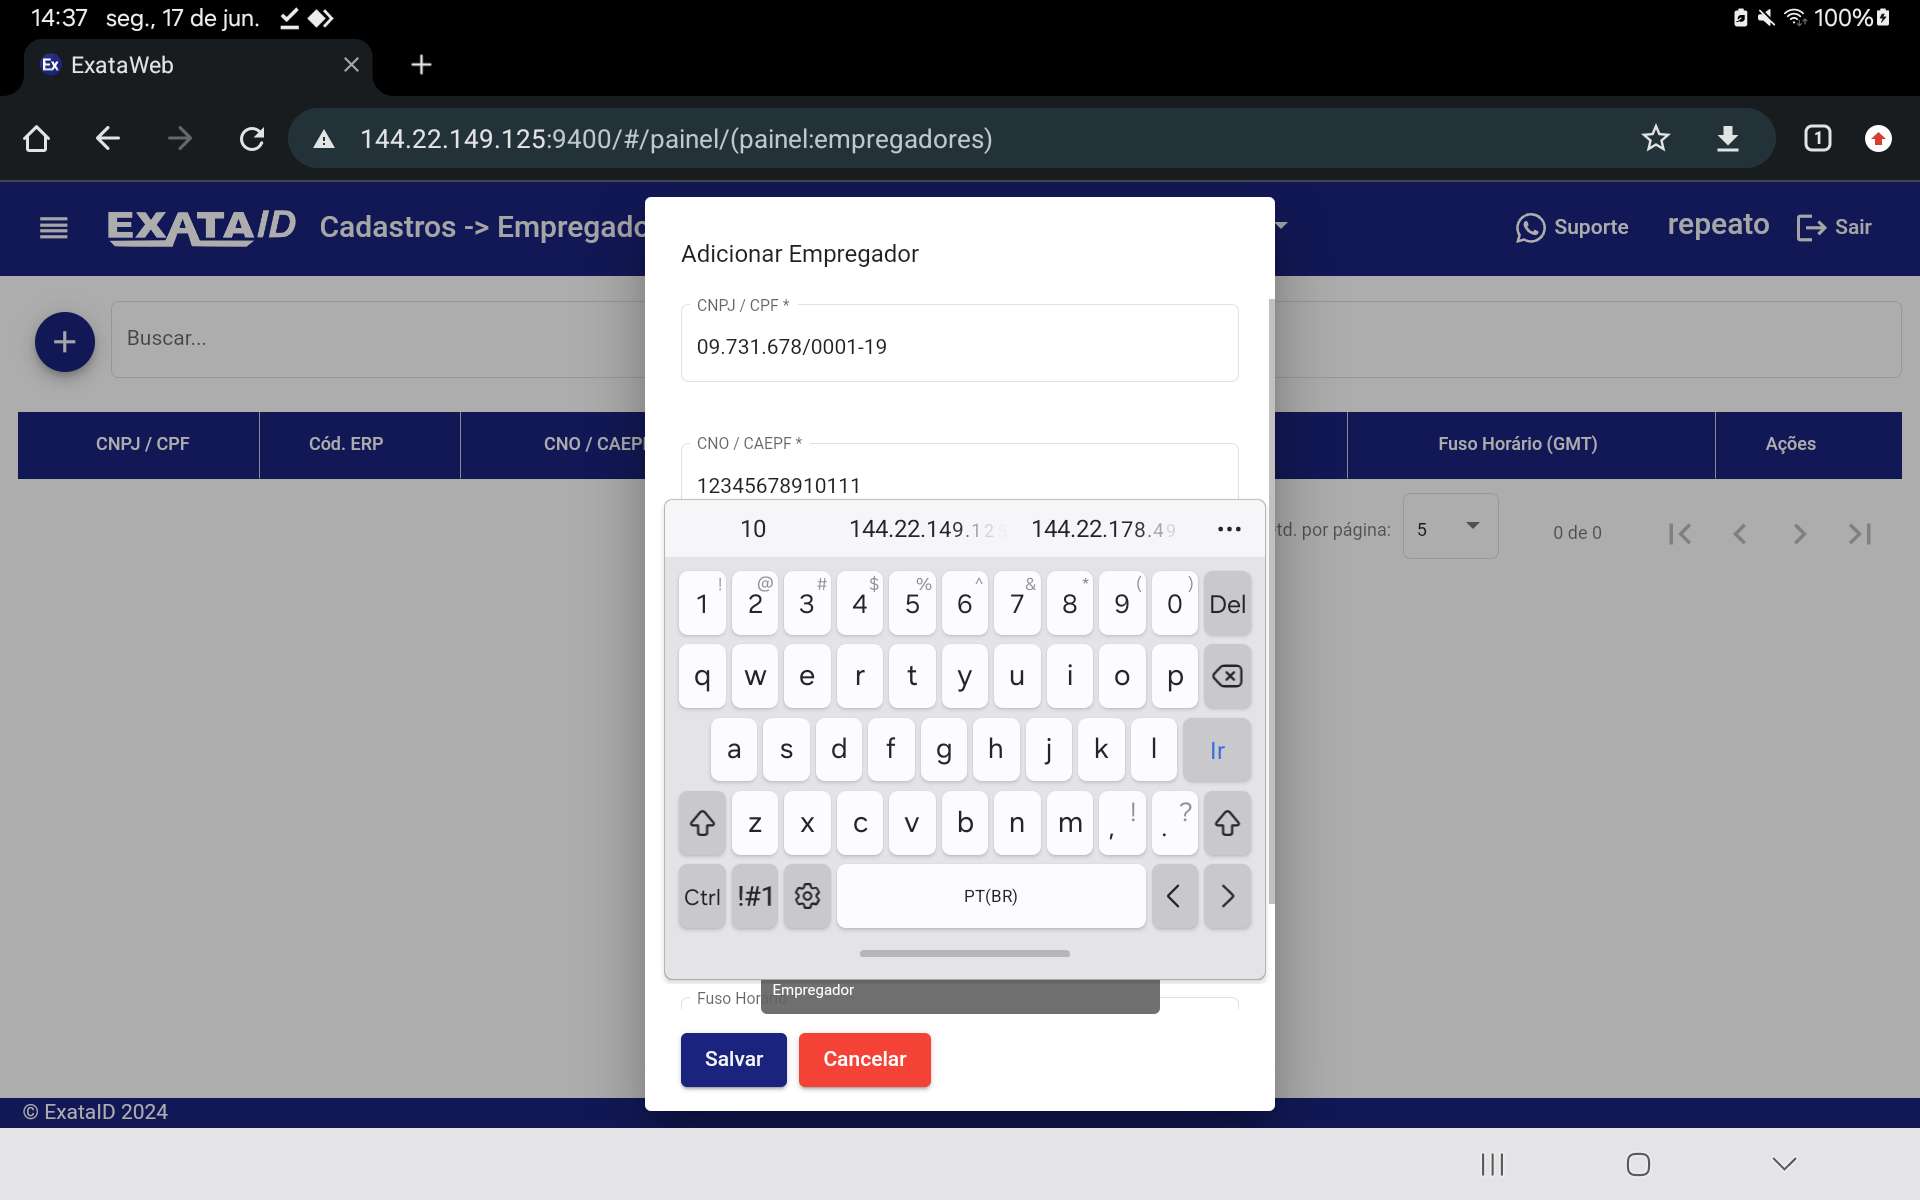 14:37 seg., 17 de jun. 100%
Ex ExataWeb
144.22.149.125:9400/#/painel/(painel:empregadores) 1
EXATAID Cadastros -> Empregado Suporte repeato Sair
Adicionar Empregador
CNPJ / CPF *
09.731.678/0001-19
Buscar...
CNPJ / CPF Cód. ERP CNO / CAEP Fuso Horário (GMT) Ações
CNO / CAEPF *
12345678910111
td. por página: 5 0 de 0
10 144.22.149.125 144.22.178.49
! @ # $ % ^ & * ( )
1 2 3 4 5 6 7 8 9 0 Del
q w e r t y u i o p
a s d f g h j k l Ir
z x c v b n m , ! . ?
Ctrl !#1 PT(BR)
Empregador
Fuso Horário
Salvar Cancelar
© ExataID 2024